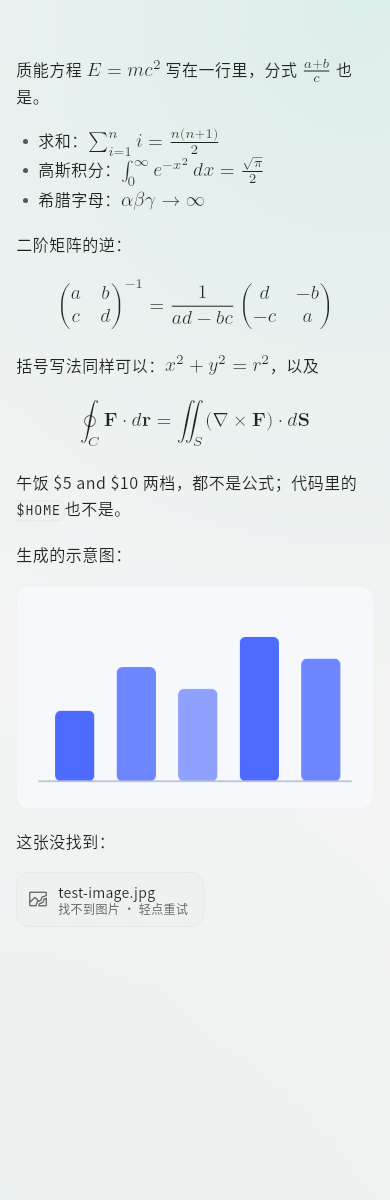 质能方程 E = mc² 写在一行里，分式 (a+b)/c 也
是。
• 求和：∑_{i=1}^{n} i = n(n+1)/2
• 高斯积分：∫_0^∞ e^{-x²} dx = √π/2
• 希腊字母：αβγ → ∞
二阶矩阵的逆：
(a b; c d)^{-1} = 1/(ad − bc) (d −b; −c a)
括号写法同样可以：x² + y² = r²，以及
∮_C F · dr = ∬_S (∇ × F) · dS
午饭 $5 and $10 两档，都不是公式；代码里的
$HOME 也不是。
生成的示意图：
这张没找到：
test-image.jpg
找不到图片 · 轻点重试